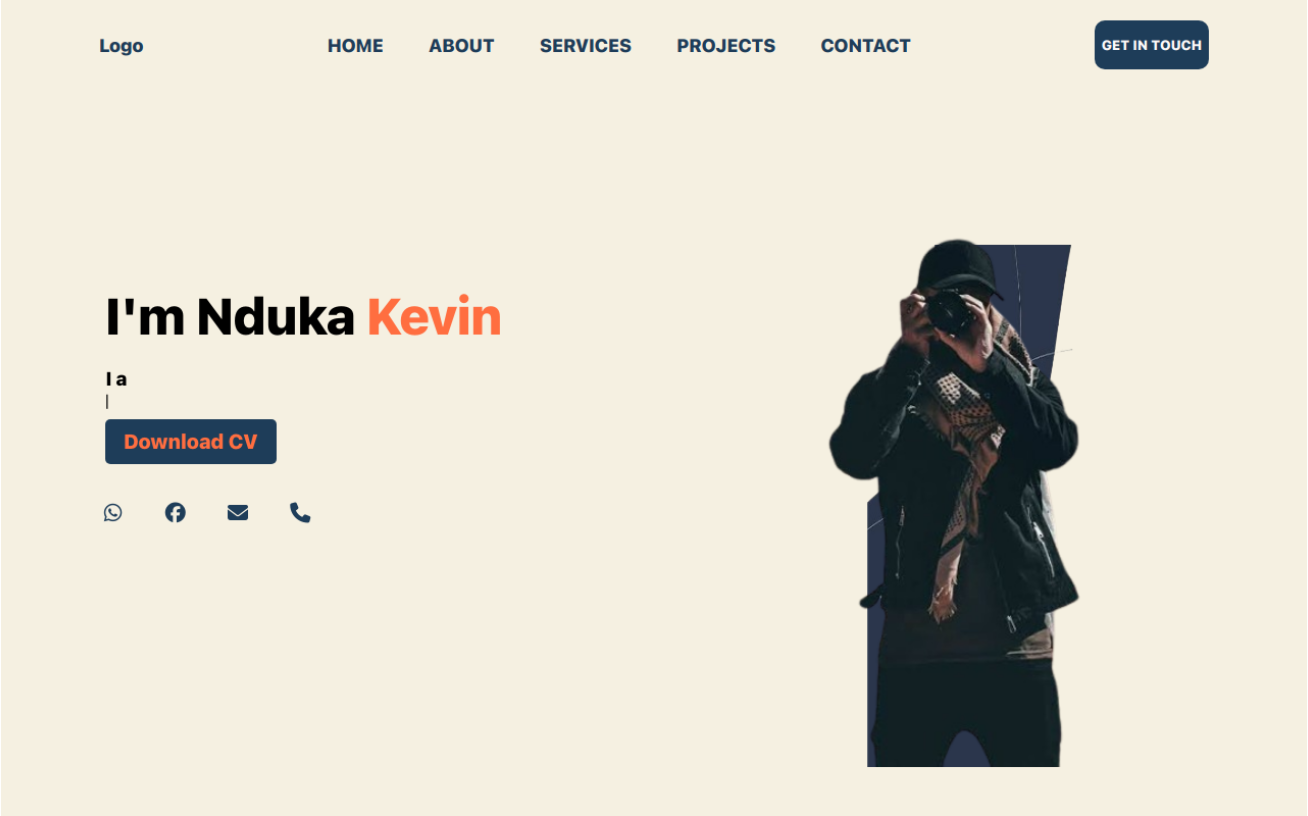 Logo HOME ABOUT SERVICES PROJECTS CONTACT GET IN TOUCH
I'm Nduka Kevin
I a
|
Download CV